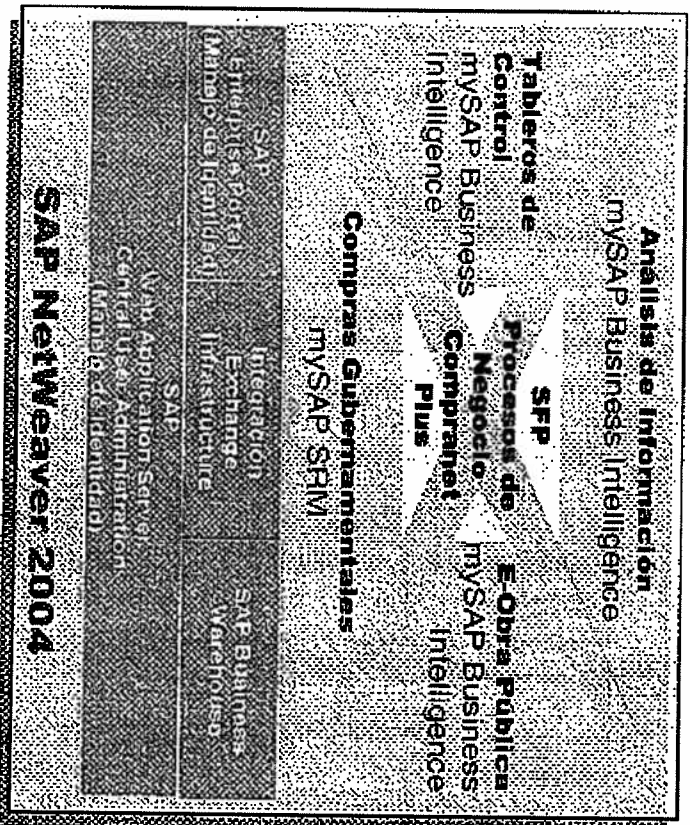 Análisis de Información
mySAP Business Intelligence
Tableros de
Control
mySAP Business
Intelligence
SFP
Procesos de
Negocio
Compranet
Plus
E-Obra Pública
mySAP Business
Intelligence
Compras Gubernamentales
mySAP SRM
SAP
Enterprise Portal
(Manejo de Identidad)
Integración
Exchange
Infrastructure
SAP Business
Warehouse
SAP
Web Application Server
Central User Administration
(Manejo de Identidad)
SAP NetWeaver 2004